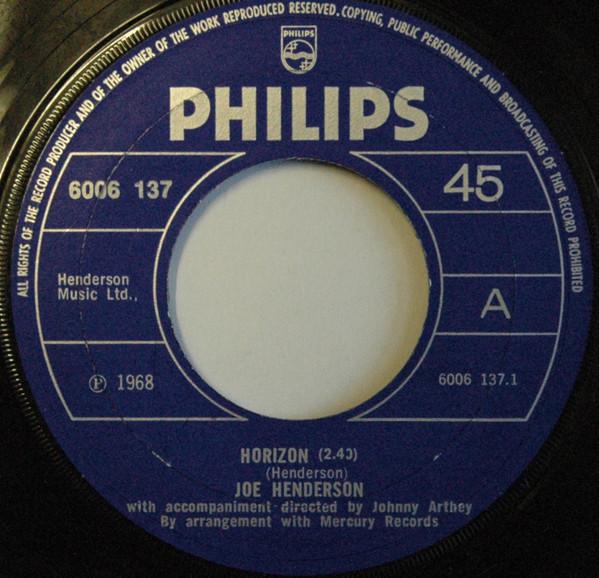 ALL RIGHTS OF THE RECORD PRODUCER AND OF THE OWNER OF THE WORK REPRODUCED RESERVED. COPYING, PUBLIC PERFORMANCE AND BROADCASTING OF THIS RECORD PROHIBITED
PHILIPS
PHILIPS
6006 137
45
Henderson
Music Ltd.,
A
℗ 1968
6006 137.1
HORIZON (2.40)
(Henderson)
JOE HENDERSON
with accompaniment directed by Johnny Arthey
By arrangement with Mercury Records